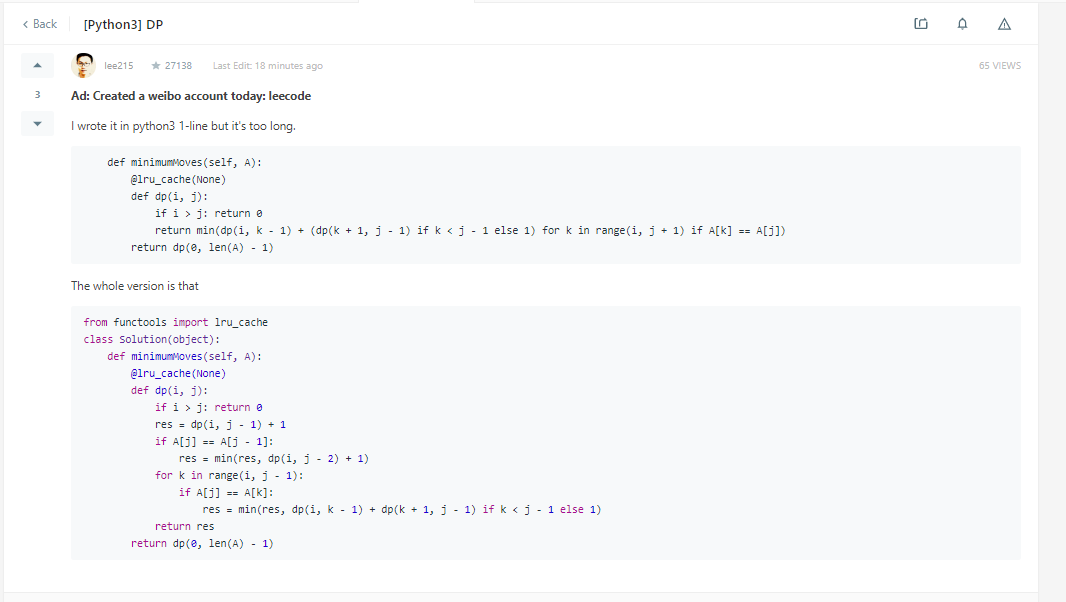 Back
[Python3] DP
lee215 ★ 27138 Last Edit: 18 minutes ago 65 VIEWS
3
Ad: Created a weibo account today: leecode
I wrote it in python3 1-line but it's too long.
    def minimumMoves(self, A):
        @lru_cache(None)
        def dp(i, j):
            if i > j: return 0
            return min(dp(i, k - 1) + (dp(k + 1, j - 1) if k < j - 1 else 1) for k in range(i, j + 1) if A[k] == A[j])
        return dp(0, len(A) - 1)
The whole version is that
from functools import lru_cache
class Solution(object):
    def minimumMoves(self, A):
        @lru_cache(None)
        def dp(i, j):
            if i > j: return 0
            res = dp(i, j - 1) + 1
            if A[j] == A[j - 1]:
                res = min(res, dp(i, j - 2) + 1)
            for k in range(i, j - 1):
                if A[j] == A[k]:
                    res = min(res, dp(i, k - 1) + dp(k + 1, j - 1) if k < j - 1 else 1)
            return res
        return dp(0, len(A) - 1)